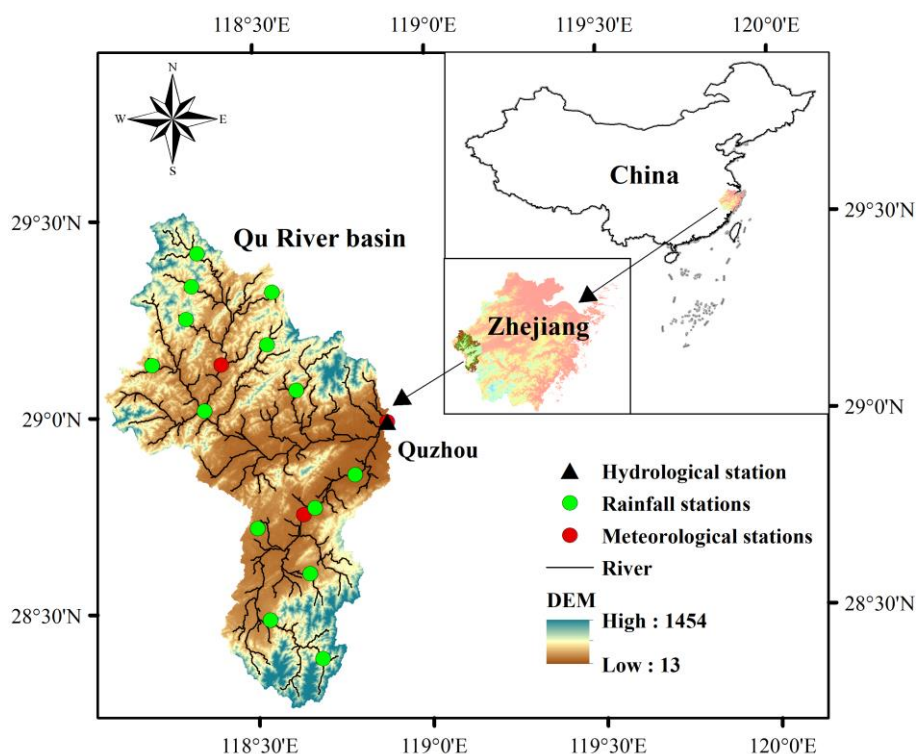 118°30'E 119°0'E 119°30'E 120°0'E
N
W E
S
China
29°30'N 29°30'N
Qu River basin
Zhejiang
29°0'N 29°0'N
Quzhou
Hydrological station
Rainfall stations
Meteorological stations
River
DEM
High : 1454
Low : 13
28°30'N 28°30'N
118°30'E 119°0'E 119°30'E 120°0'E